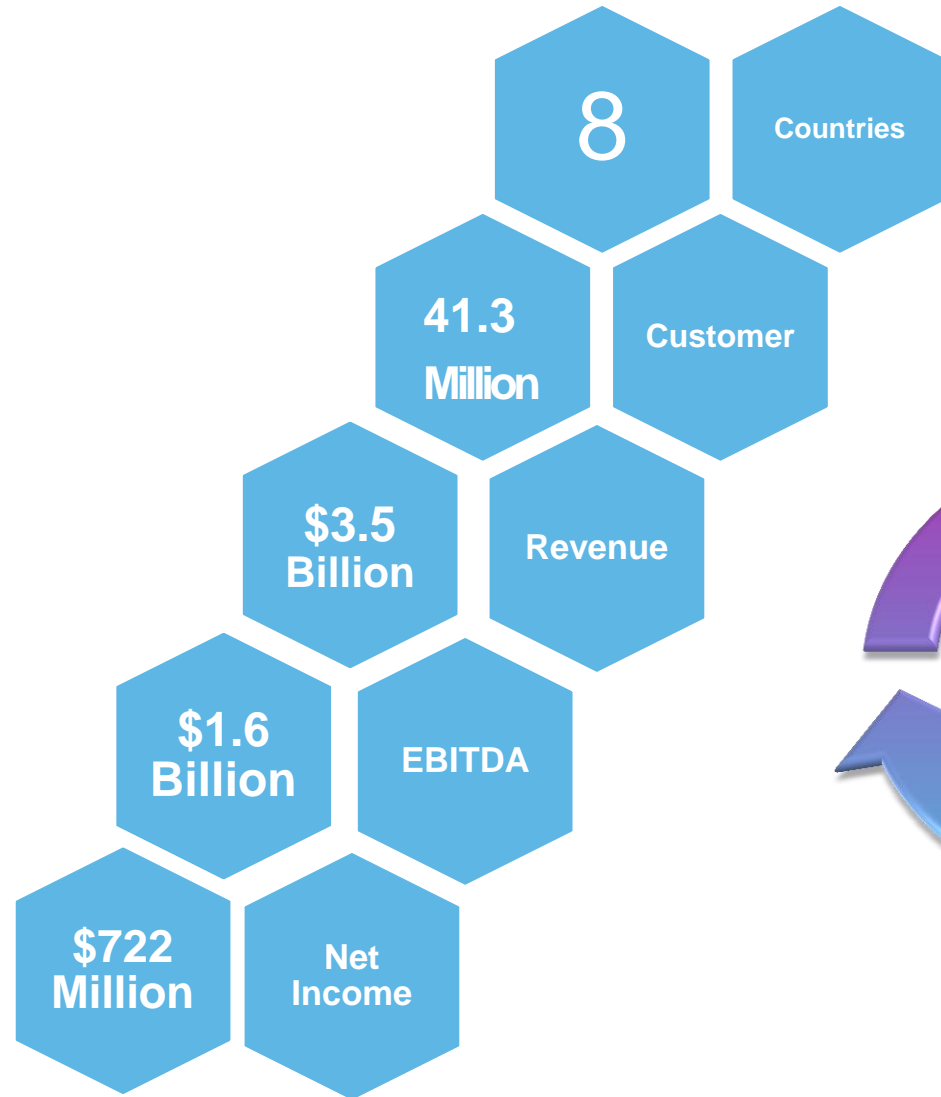 8
Countries
41.3
Million
Customer
$3.5
Billion
Revenue
$1.6
Billion
EBITDA
$722
Million
Net
Income